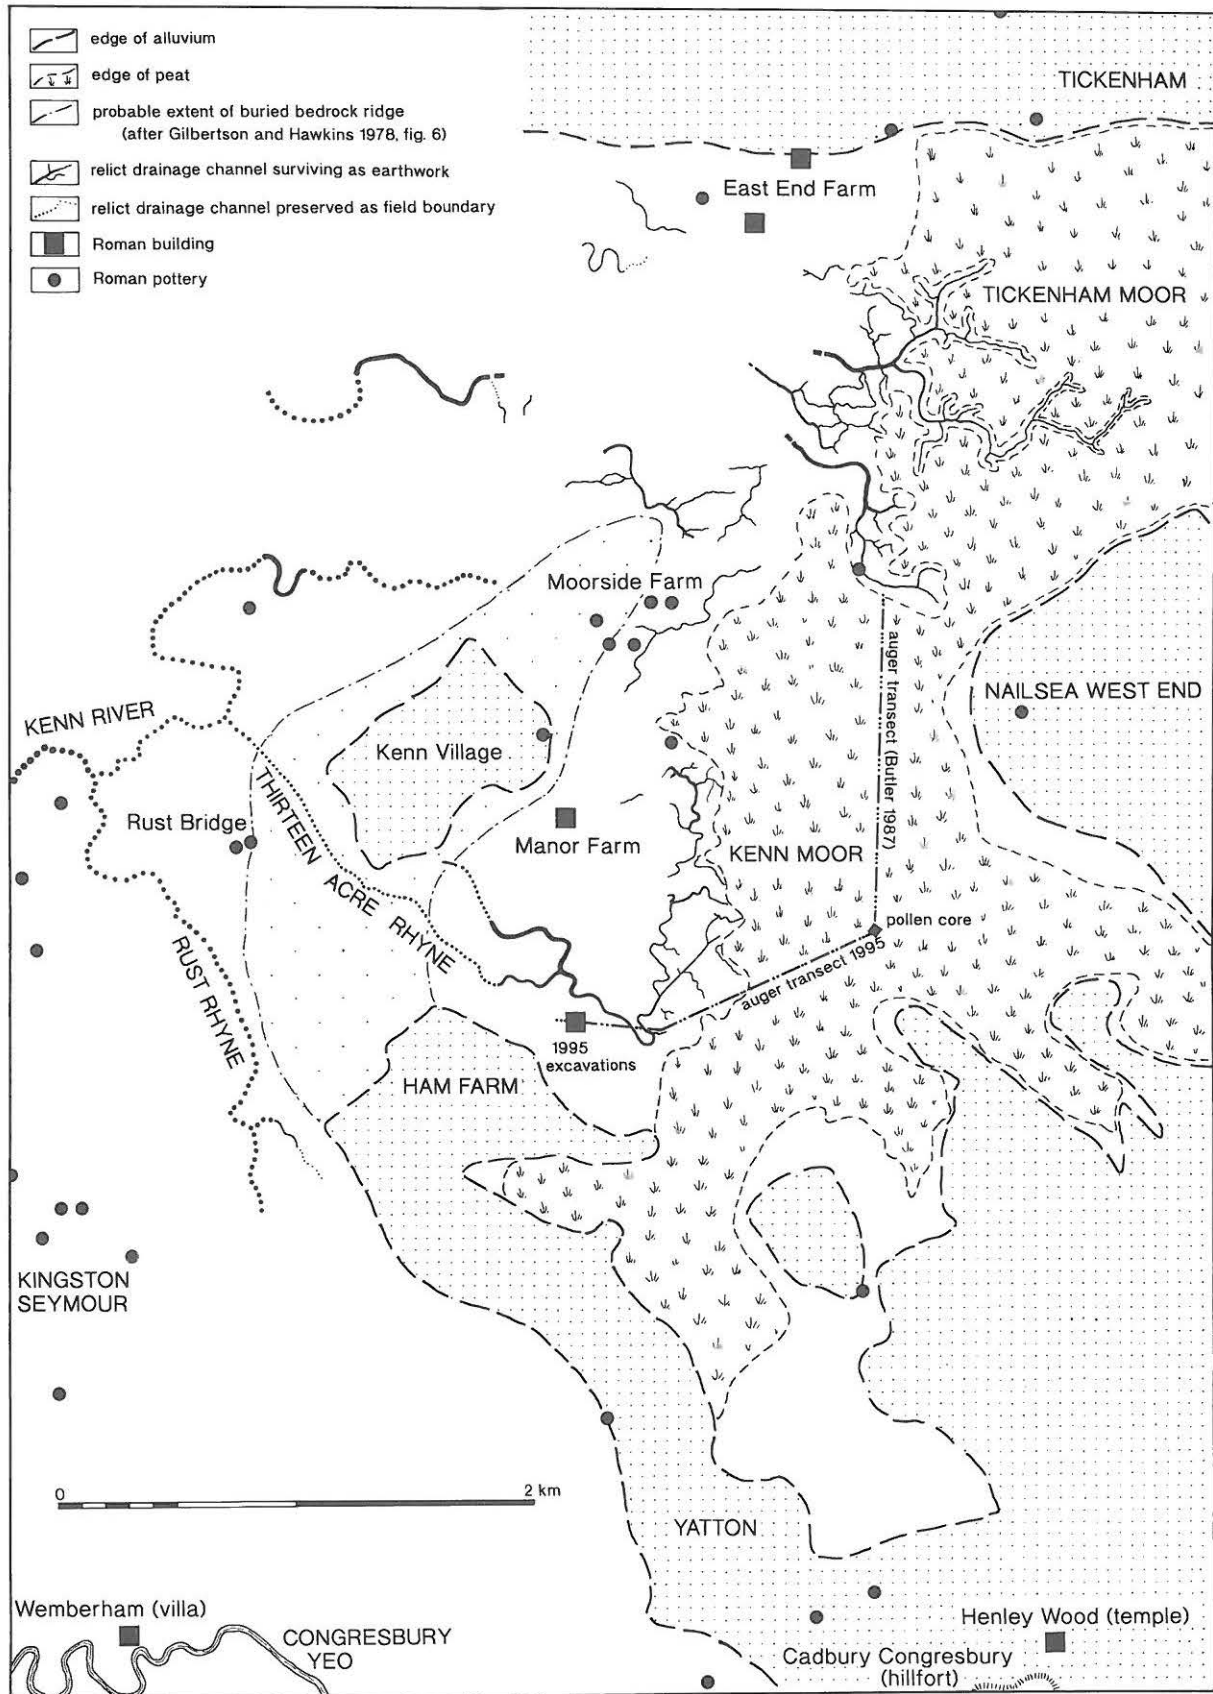 edge of alluvium
edge of peat
probable extent of buried bedrock ridge
(after Gilbertson and Hawkins 1978, fig. 6)
relict drainage channel surviving as earthwork
relict drainage channel preserved as field boundary
Roman building
Roman pottery
TICKENHAM
East End Farm
TICKENHAM MOOR
Moorside Farm
auger transect (Butler 1987)
NAILSEA WEST END
KENN RIVER
Kenn Village
THIRTEEN ACRE RHYNE
Rust Bridge
Manor Farm
KENN MOOR
pollen core
RUST RHYNE
auger transect 1995
1995
excavations
HAM FARM
KINGSTON
SEYMOUR
0
2 km
YATTON
Wemberham (villa)
CONGRESBURY
YEO
Henley Wood (temple)
Cadbury Congresbury
(hillfort)